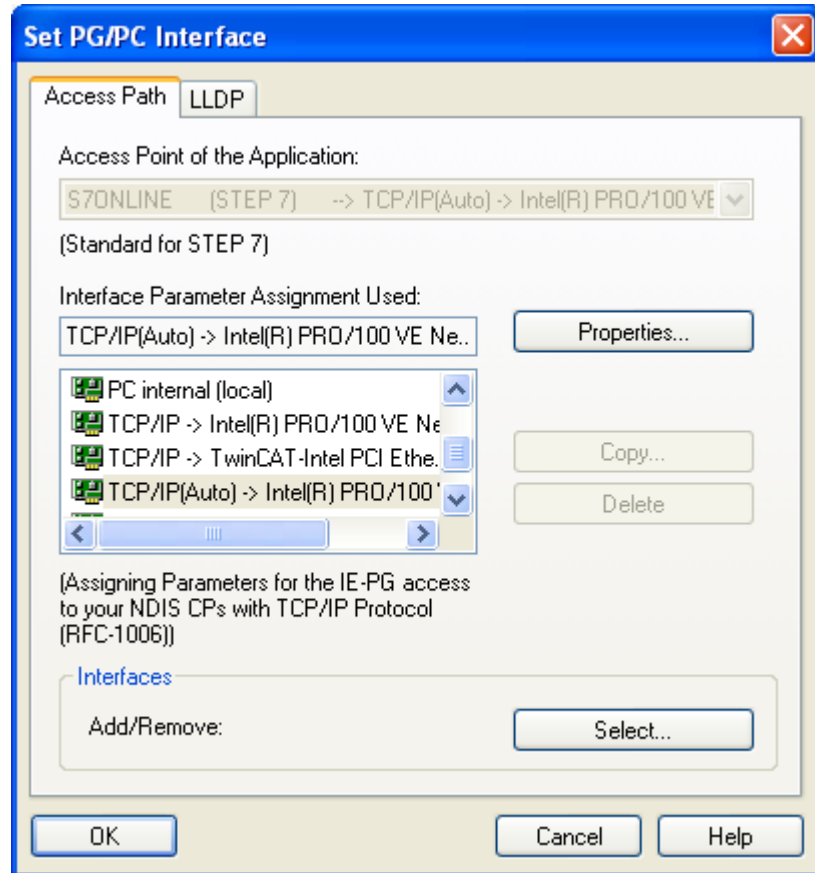 Set PG/PC Interface
Access Path
LLDP
Access Point of the Application:
S7ONLINE (STEP 7) --> TCP/IP(Auto) -> Intel(R) PRO/100 VE
(Standard for STEP 7)
Interface Parameter Assignment Used:
TCP/IP(Auto) -> Intel(R) PRO/100 VE Ne..
Properties...
PC internal (local)
TCP/IP -> Intel(R) PRO/100 VE Ne
TCP/IP -> TwinCAT-Intel PCI Ethe.
TCP/IP(Auto) -> Intel(R) PRO/100
Copy...
Delete
(Assigning Parameters for the IE-PG access
to your NDIS CPs with TCP/IP Protocol
(RFC-1006))
Interfaces
Add/Remove:
Select...
OK
Cancel
Help